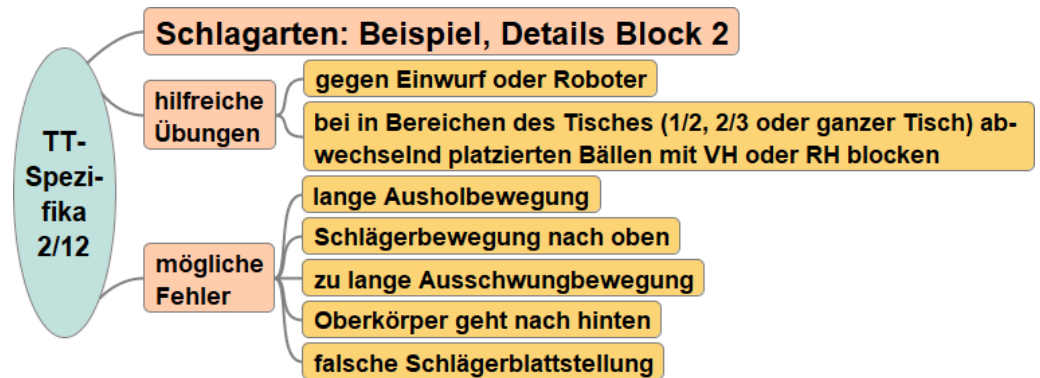 TT-
Spezi-
fika
2/12
Schlagarten: Beispiel, Details Block 2
hilfreiche
Übungen
gegen Einwurf oder Roboter
bei in Bereichen des Tisches (1/2, 2/3 oder ganzer Tisch) ab-
wechselnd platzierten Bällen mit VH oder RH blocken
mögliche
Fehler
lange Ausholbewegung
Schlägerbewegung nach oben
zu lange Ausschwungbewegung
Oberkörper geht nach hinten
falsche Schlägerblattstellung